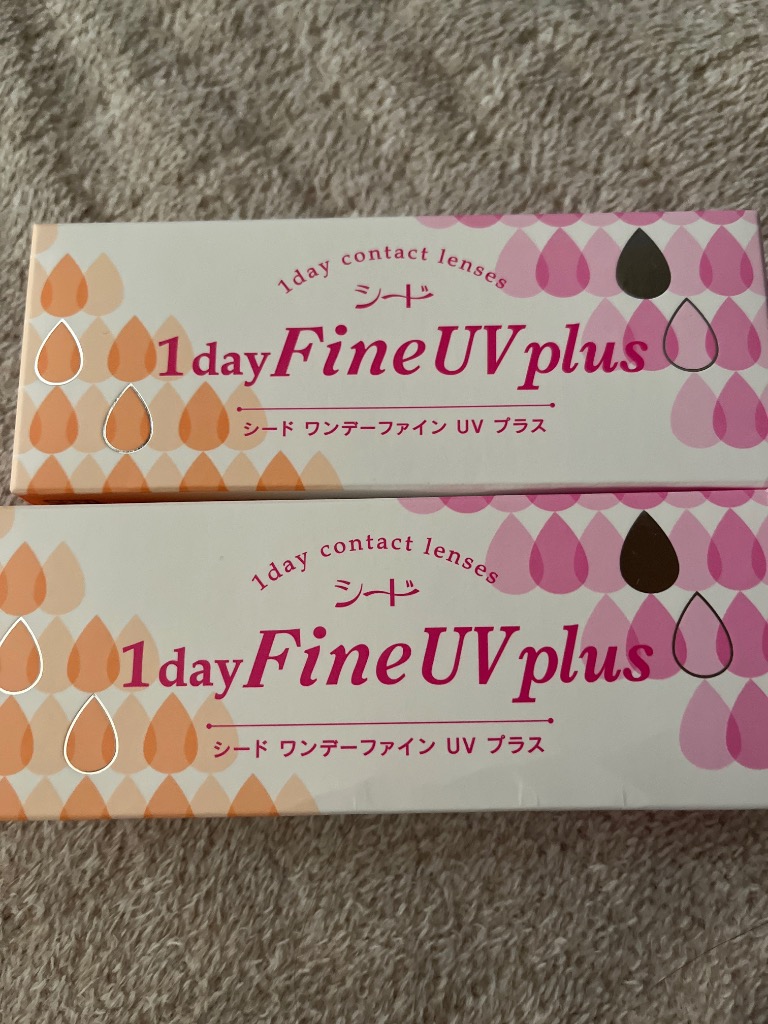 1day contact lenses
シード
1day Fine UV plus
シード ワンデーファイン UV プラス
1day contact lenses
シード
1day Fine UV plus
シード ワンデーファイン UV プラス